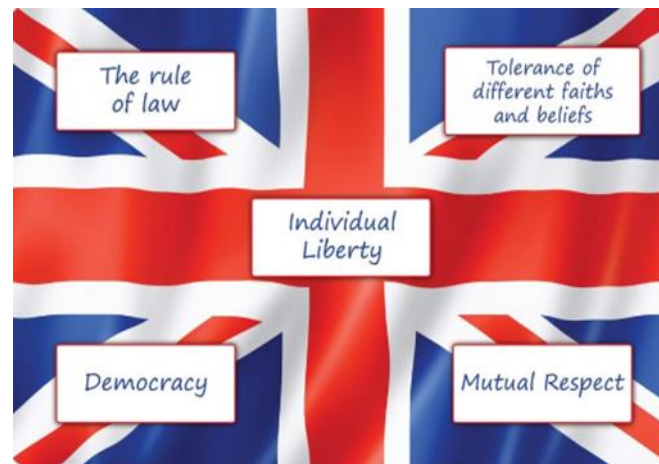 The rule
of law
Tolerance of
different faiths
and beliefs
Individual
Liberty
Democracy
Mutual Respect